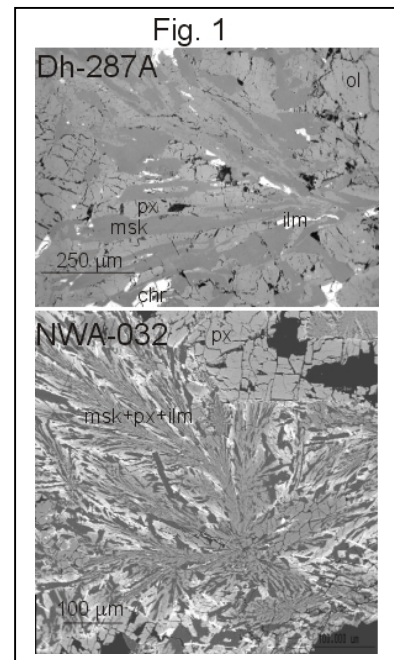 Fig. 1
Dh-287A
ol
px
msk
ilm
250 μm
chr
NWA-032
px
msk+px+ilm
100 μm